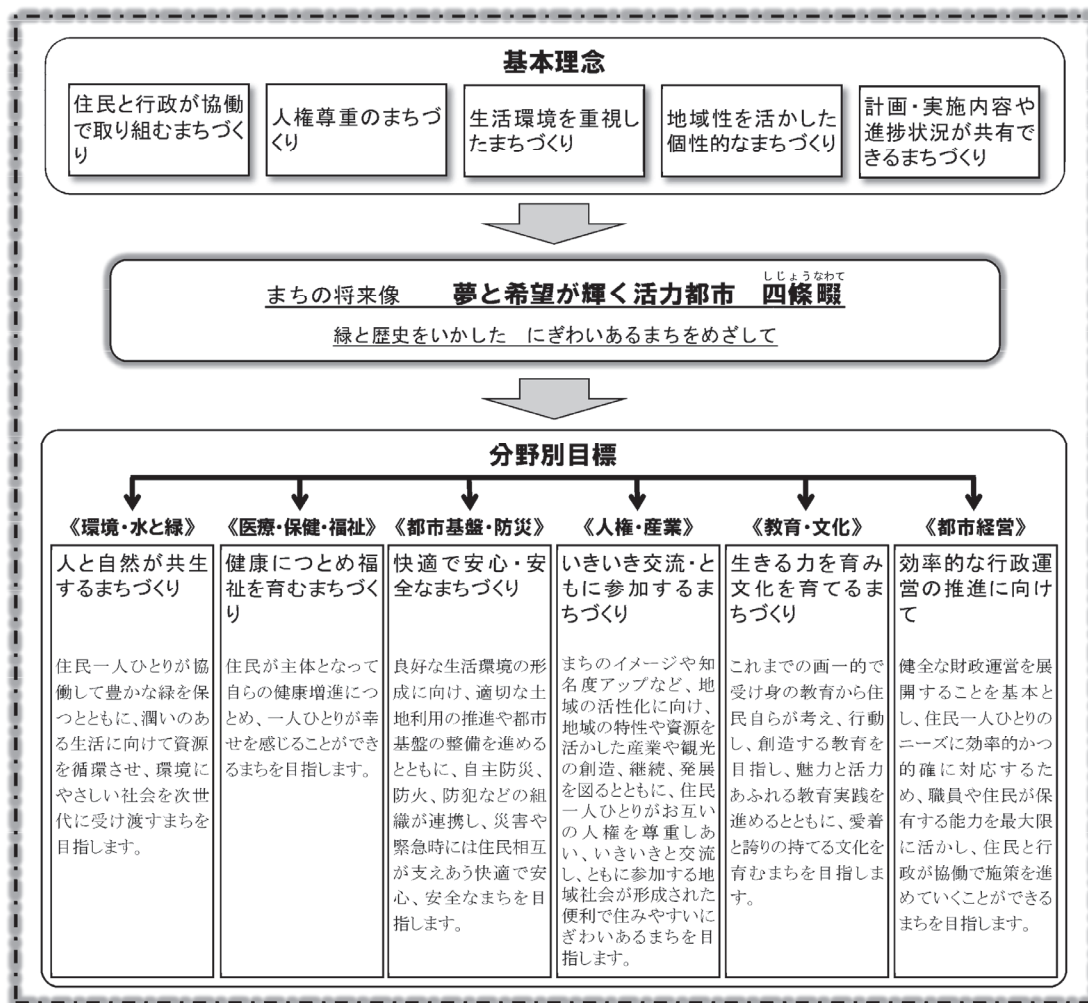 基本理念
住民と行政が協働
で取り組むまちづく
り
人権尊重のまちづ
くり
生活環境を重視し
たまちづくり
地域性を活かした
個性的なまちづくり
計画・実施内容や
進捗状況が共有で
きるまちづくり
しじょうなわて
まちの将来像 夢と希望が輝く活力都市 四條畷
緑と歴史をいかした にぎわいあるまちをめざして
分野別目標
《環境・水と緑》
人と自然が共生
するまちづくり
住民一人ひとりが協
働して豊かな緑を保
つとともに、潤いのあ
る生活に向けて資源
を循環させ、環境に
やさしい社会を次世
代に受け渡すまちを
目指します。
《医療・保健・福祉》
健康につとめ福
祉を育むまちづく
り
住民が主体となって
自らの健康増進につ
とめ、一人ひとりが幸
せを感じることができ
るまちを目指します。
《都市基盤・防災》
快適で安心・安
全なまちづくり
良好な生活環境の形
成に向け、適切な土
地利用の推進や都市
基盤の整備を進める
とともに、自主防災、
防火、防犯などの組
織が連携し、災害や
緊急時には住民相互
が支えあう快適で安
心、安全なまちを目
指します。
《人権・産業》
いきいき交流・と
もに参加するま
ちづくり
まちのイメージや知
名度アップなど、地
域の活性化に向け、
地域の特性や資源を
活かした産業や観光
の創造、継続、発展
を図るとともに、住民
一人ひとりがお互い
の人権を尊重しあ
い、いきいきと交流
し、ともに参加する地
域社会が形成された
便利で住みやすいに
ぎわいあるまちを目
指します。
《教育・文化》
生きる力を育み
文化を育てるま
ちづくり
これまでの画一的で
受け身の教育から住
民自らが考え、行動
し、創造する教育を
目指し、魅力と活力
あふれる教育実践を
進めるとともに、愛着
と誇りの持てる文化を
育むまちを目指しま
す。
《都市経営》
効率的な行政運
営の推進に向け
て
健全な財政運営を展
開することを基本と
し、住民一人ひとりの
ニーズに効率的かつ
的確に対応するた
め、職員や住民が保
有する能力を最大限
に活かし、住民と行
政が協働で施策を進
めていくことができる
まちを目指します。